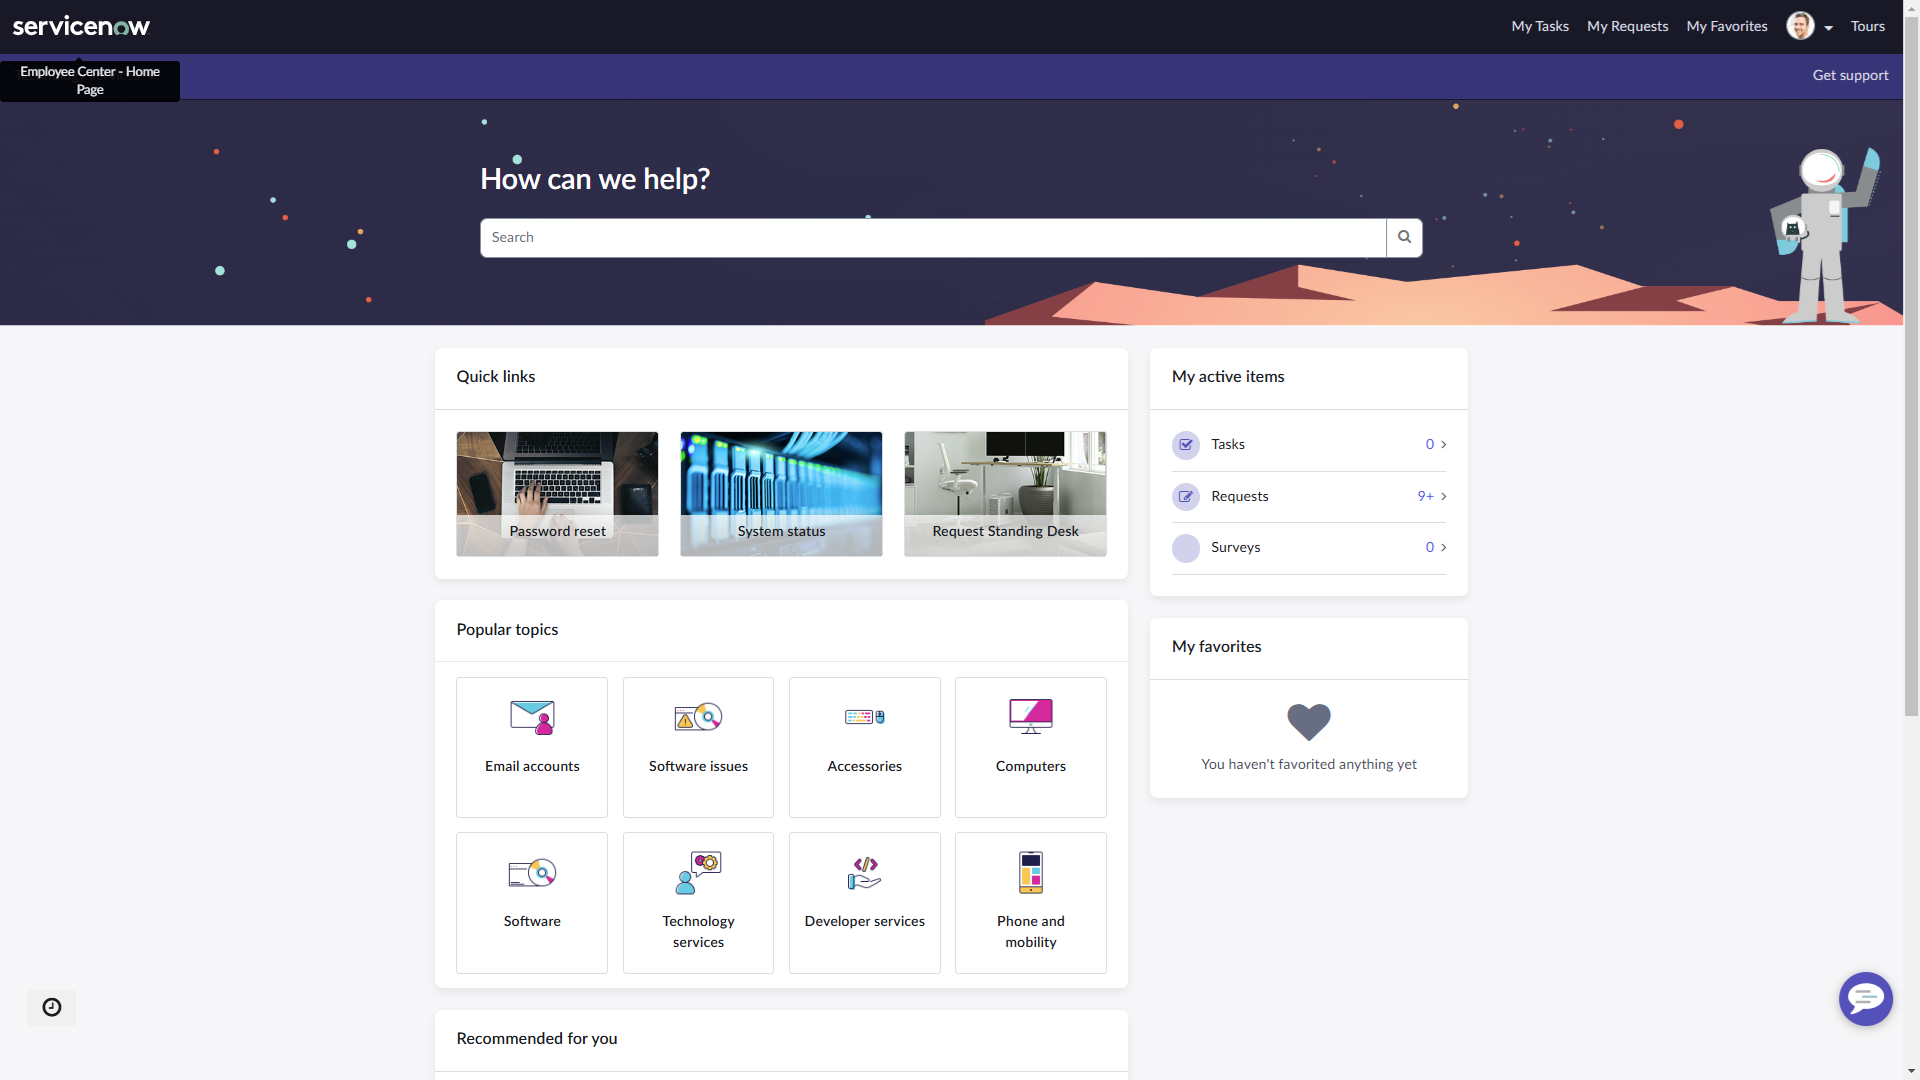 servicenow
My Tasks
My Requests
My Favorites
Tours
Employee Center - Home
Page
Get support
How can we help?
Search
Quick links
Password reset
System status
Request Standing Desk
My active items
Tasks
0
Requests
9+
Surveys
0
Popular topics
Email accounts
Software issues
Accessories
Computers
Software
Technology
services
Developer services
Phone and
mobility
My favorites
You haven't favorited anything yet
Recommended for you